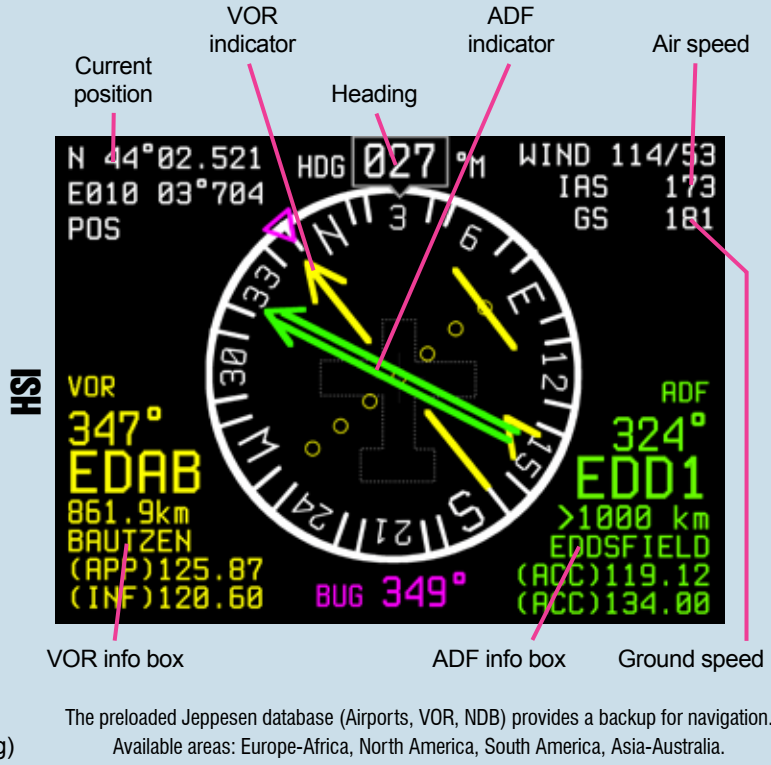 VOR
indicator
ADF
indicator
Air speed
Current
position
Heading
N 44°02.521
E010 03°704
POS
HDG 027 °M
WIND 114/53
IAS 173
GS 181
N
3
6
E
12
15
S
21
24
W
30
33
HSI
VOR
347°
EDAB
861.9km
BAUTZEN
(APP)125.87
(INF)120.60
ADF
324°
EDD1
>1000 km
EDDSFIELD
(ACC)119.12
(ACC)134.00
BUG 349°
VOR info box
ADF info box
Ground speed
The preloaded Jeppesen database (Airports, VOR, NDB) provides a backup for navigation.
g)
Available areas: Europe-Africa, North America, South America, Asia-Australia.